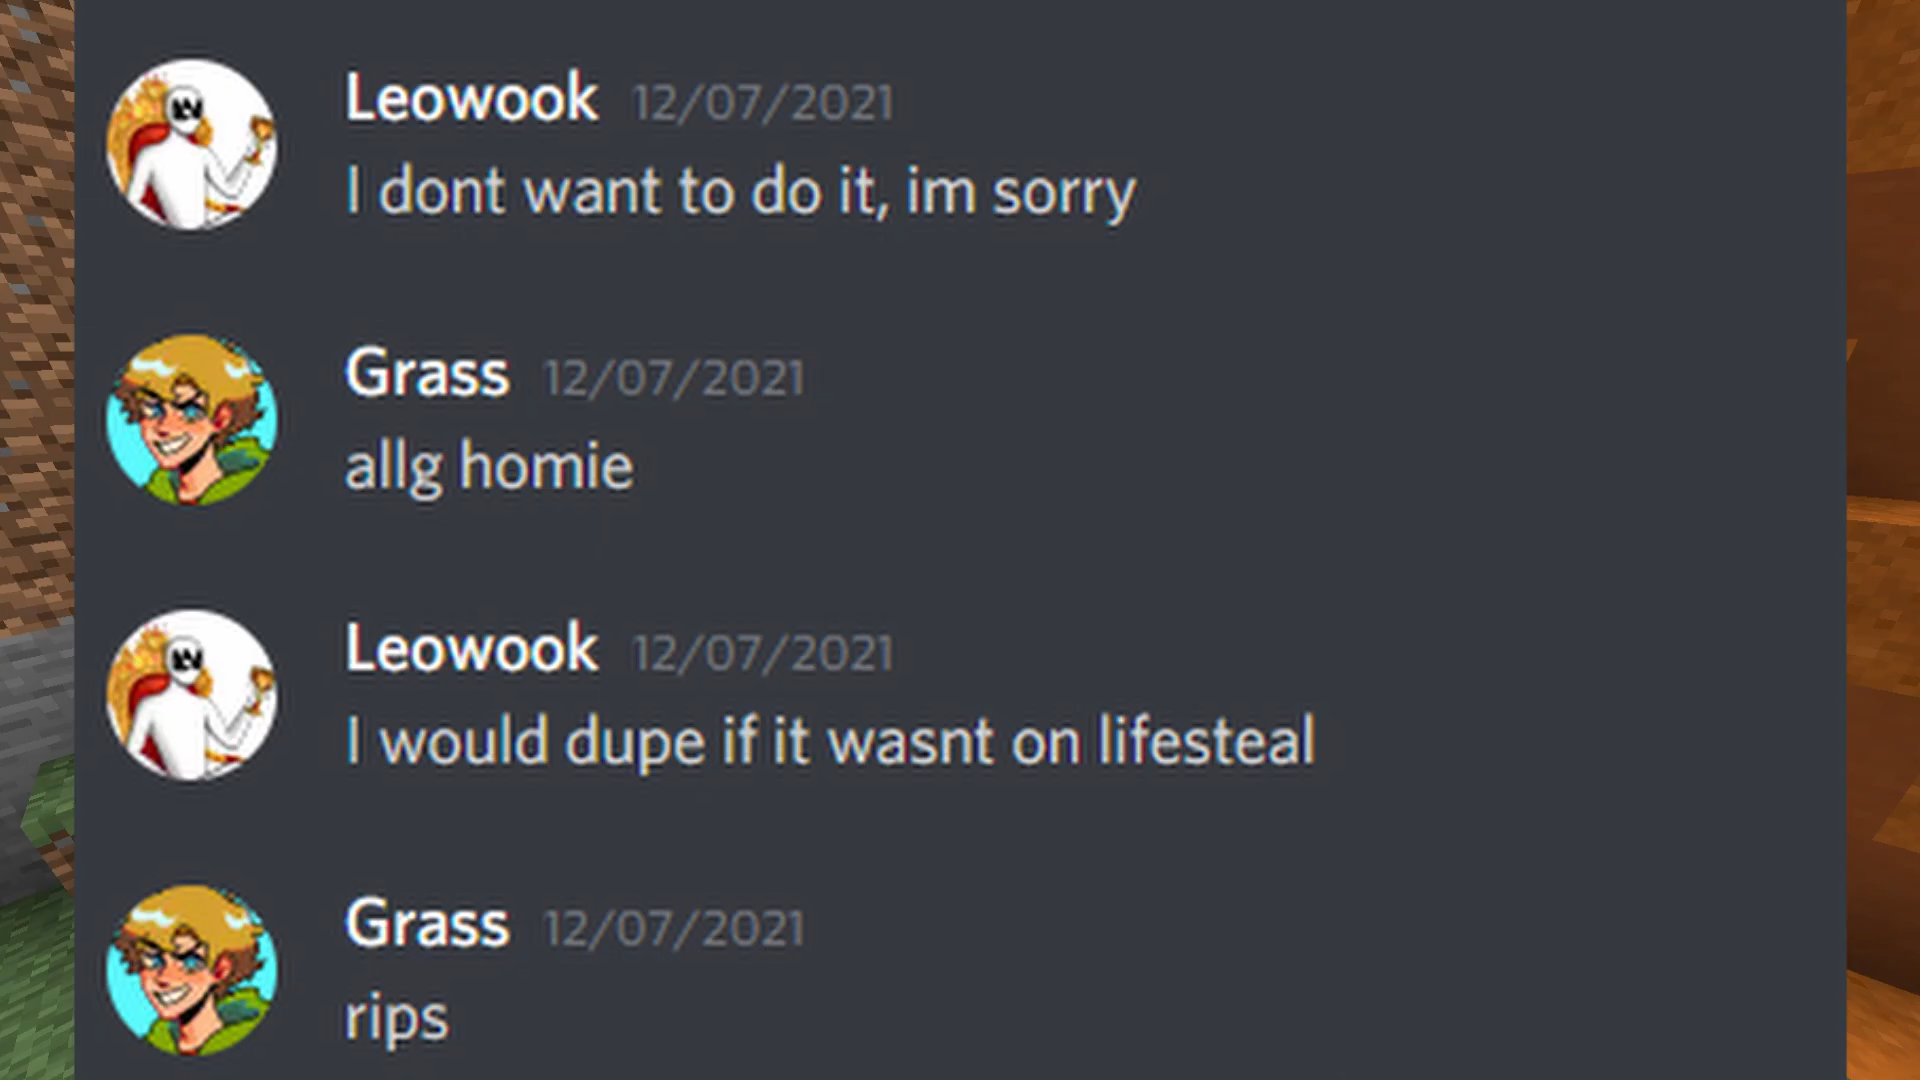 Leowook 12/07/2021
I dont want to do it, im sorry
Grass 12/07/2021
allg homie
Leowook 12/07/2021
I would dupe if it wasnt on lifesteal
Grass 12/07/2021
rips